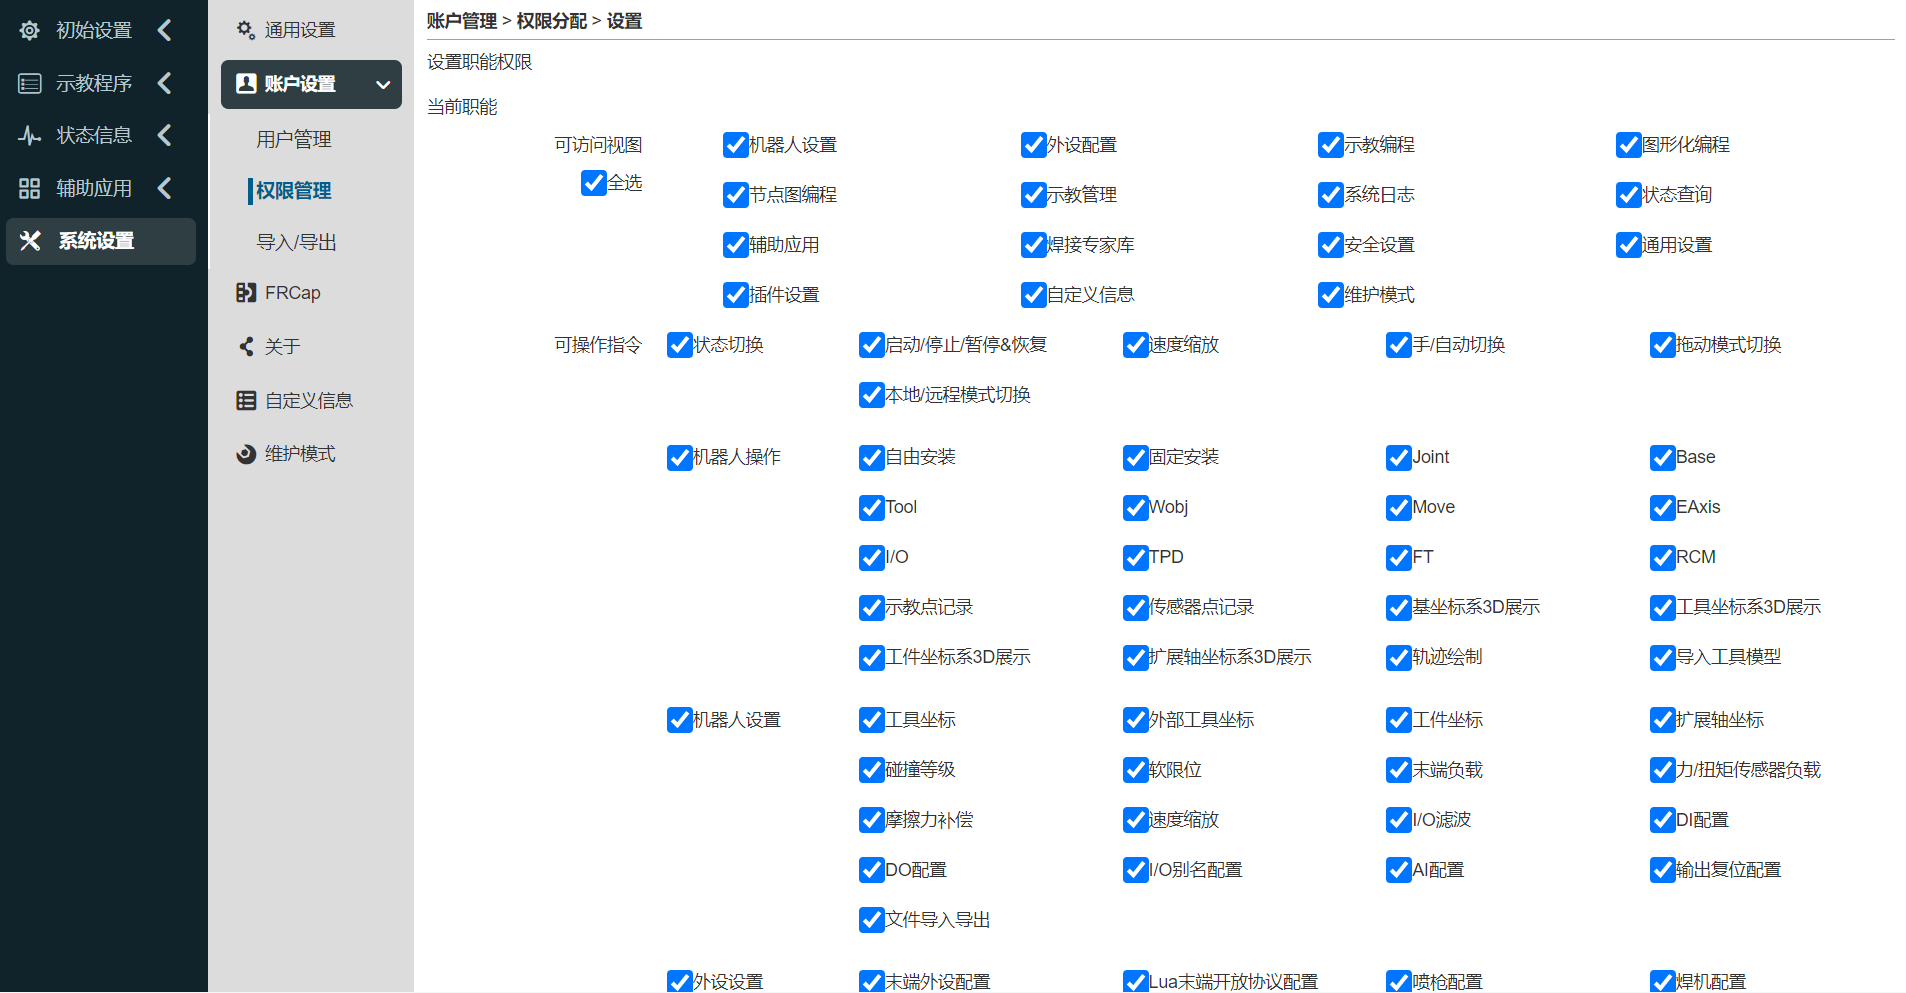 初始设置
示教程序
状态信息
辅助应用
系统设置
通用设置
账户设置
用户管理
权限管理
导入/导出
FRCap
关于
自定义信息
维护模式
账户管理 > 权限分配 > 设置
设置职能权限
当前职能
可访问视图 机器人设置 外设配置 示教编程 图形化编程
全选
节点图编程 示教管理 系统日志 状态查询
辅助应用 焊接专家库 安全设置 通用设置
插件设置 自定义信息 维护模式
可操作指令 状态切换 启动/停止/暂停&恢复 速度缩放 手/自动切换 拖动模式切换
本地/远程模式切换
机器人操作 自由安装 固定安装 Joint Base
Tool Wobj Move EAxis
I/O TPD FT RCM
示教点记录 传感器点记录 基坐标系3D展示 工具坐标系3D展示
工件坐标系3D展示 扩展轴坐标系3D展示 轨迹绘制 导入工具模型
机器人设置 工具坐标 外部工具坐标 工件坐标 扩展轴坐标
碰撞等级 软限位 末端负载 力/扭矩传感器负载
摩擦力补偿 速度缩放 I/O滤波 DI配置
DO配置 I/O别名配置 AI配置 输出复位配置
文件导入导出
外设设置 末端外设配置 Lua末端开放协议配置 喷枪配置 焊机配置